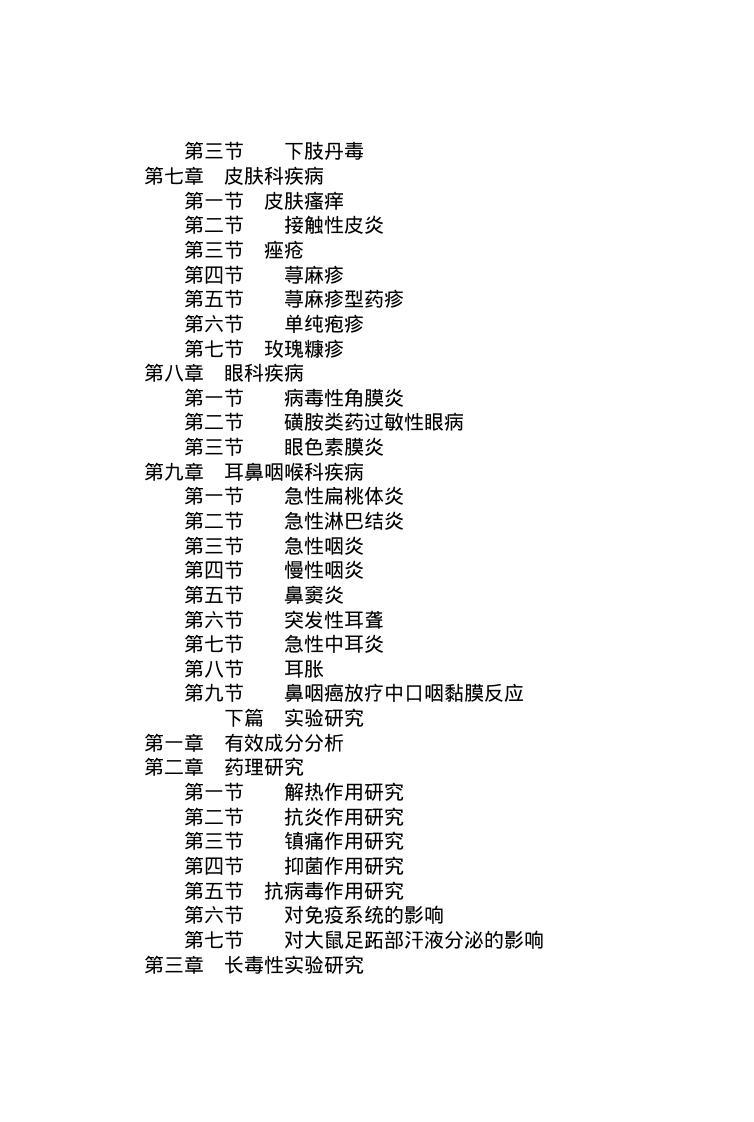 第三节　　下肢丹毒
第七章　皮肤科疾病
第一节　皮肤瘙痒
第二节　　接触性皮炎
第三节　痤疮
第四节　　荨麻疹
第五节　　荨麻疹型药疹
第六节　　单纯疱疹
第七节　玫瑰糠疹
第八章　眼科疾病
第一节　　病毒性角膜炎
第二节　　磺胺类药过敏性眼病
第三节　　眼色素膜炎
第九章　耳鼻咽喉科疾病
第一节　　急性扁桃体炎
第二节　　急性淋巴结炎
第三节　　急性咽炎
第四节　　慢性咽炎
第五节　　鼻窦炎
第六节　　突发性耳聋
第七节　　急性中耳炎
第八节　　耳胀
第九节　　鼻咽癌放疗中口咽黏膜反应
下篇　实验研究
第一章　有效成分分析
第二章　药理研究
第一节　　解热作用研究
第二节　　抗炎作用研究
第三节　　镇痛作用研究
第四节　　抑菌作用研究
第五节　抗病毒作用研究
第六节　　对免疫系统的影响
第七节　　对大鼠足跖部汗液分泌的影响
第三章　长毒性实验研究